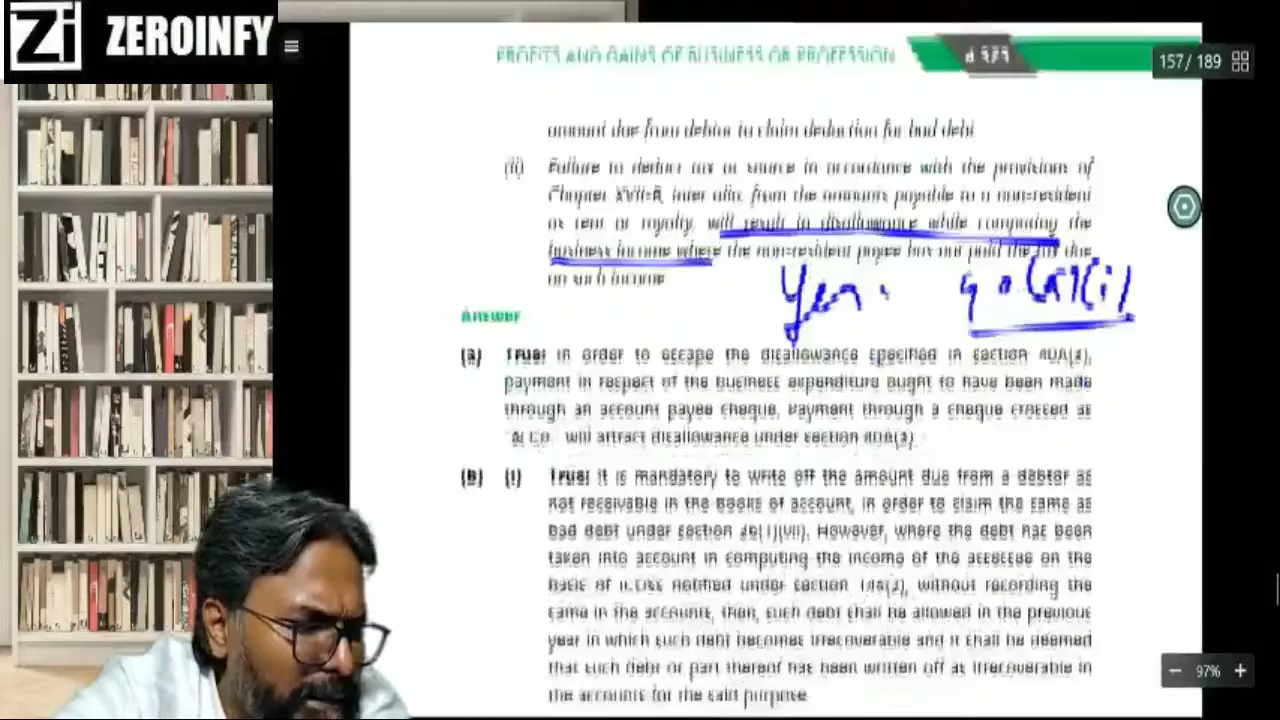 Zi ZEROINFY
PROFITS AND GAINS OF BUSINESS OR PROFESSION
157 / 189
amount due from debtor to claim deduction for bad debt
(ii) Failure to deduct tax at source in accordance with the provisions of
Chapter XVII-B, inter alia, from the amounts payable to a non-resident
as rent or royalty, will result in disallowance while computing the
business income where the non-resident payee has not paid the tax due
on such income
Yes.
ANSWER
(a) True: In order to escape the disallowance specified in section 40A(3),
payment in respect of the business expenditure ought to have been made
through an account payee cheque. Payment through a cheque crossed as
"& Co." will attract disallowance under section 40A(3).
(b) (i) True: It is mandatory to write off the amount due from a debtor as
not receivable in the books of account, in order to claim the same as
bad debt under section 36(1)(vii). However, where the debt has been
taken into account in computing the income of the assessee on the
basis of ICDSs notified under section 145(2), without recording the
same in the accounts, then, such debt shall be allowed in the previous
year in which such debt becomes irrecoverable and it shall be deemed
that such debt or part thereof has been written off as irrecoverable in
the accounts for the said purpose
97%